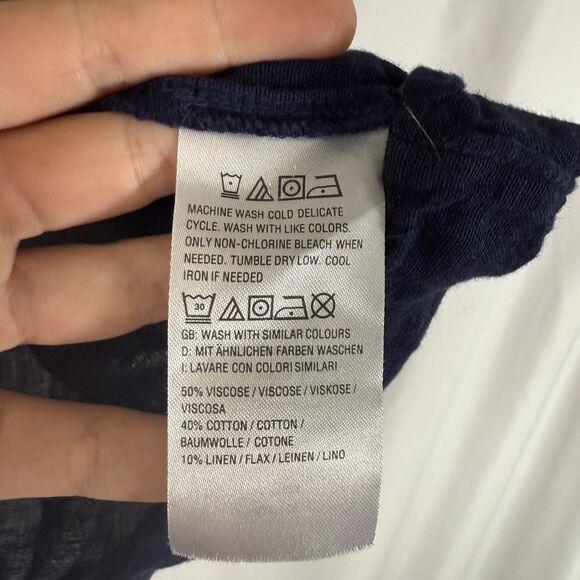 MACHINE WASH COLD DELICATE
CYCLE. WASH WITH LIKE COLORS.
ONLY NON-CHLORINE BLEACH WHEN
NEEDED. TUMBLE DRY LOW. COOL
IRON IF NEEDED
30
GB: WASH WITH SIMILAR COLOURS
D: MIT ÄHNLICHEN FARBEN WASCHEN
I: LAVARE CON COLORI SIMILARI
50% VISCOSE / VISCOSE / VISKOSE /
VISCOSA
40% COTTON / COTTON /
BAUMWOLLE / COTONE
10% LINEN / FLAX / LEINEN / LINO